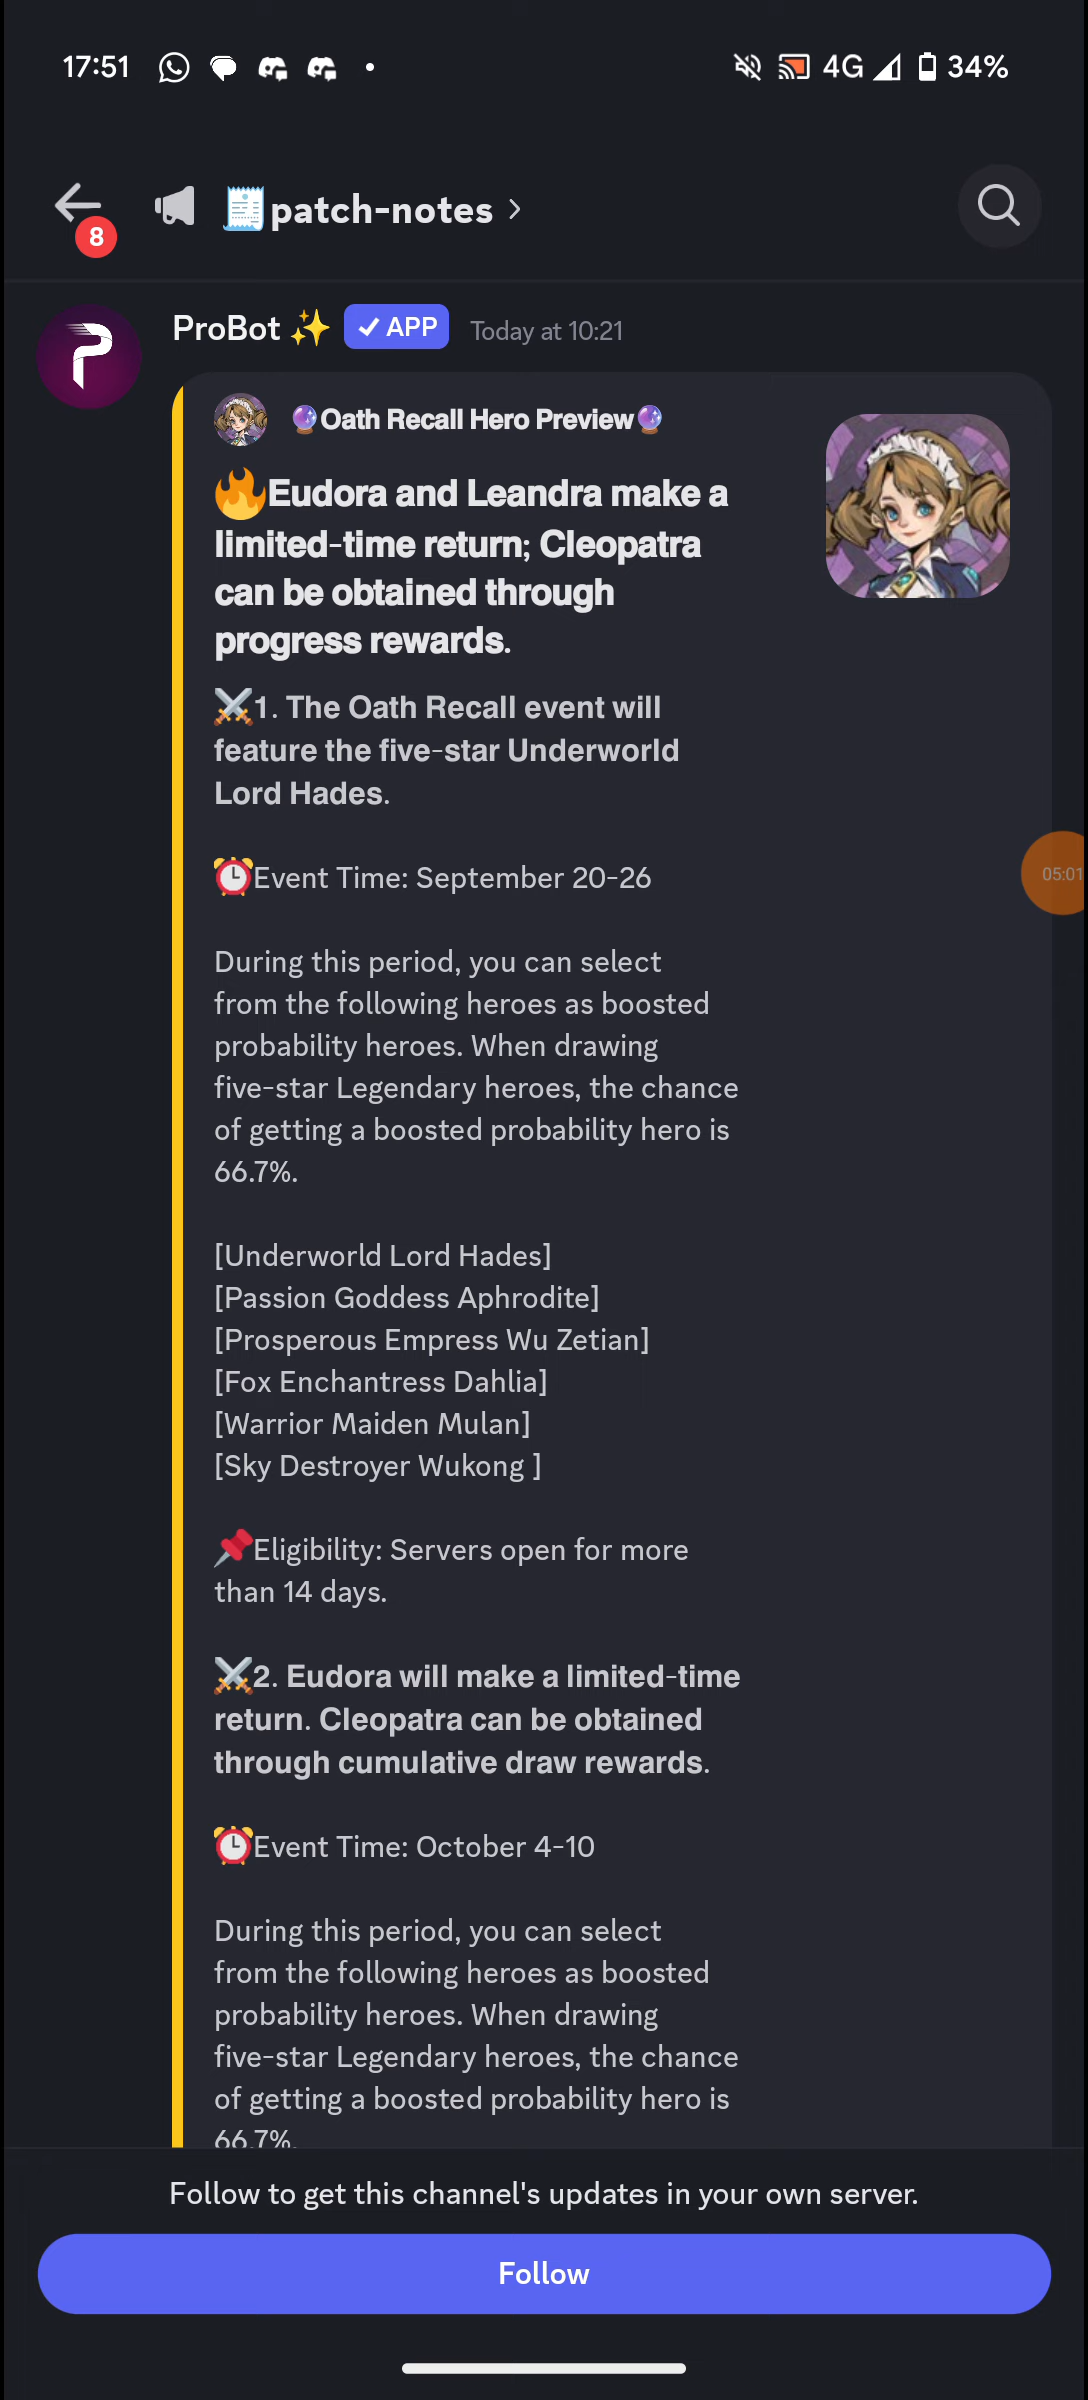 17:51
4G
34%
8
patch-notes
ProBot
APP
Today at 10:21
Oath Recall Hero Preview
Eudora and Leandra make a
limited-time return; Cleopatra
can be obtained through
progress rewards.
1. The Oath Recall event will
feature the five-star Underworld
Lord Hades.
Event Time: September 20-26
05:01
During this period, you can select
from the following heroes as boosted
probability heroes. When drawing
five-star Legendary heroes, the chance
of getting a boosted probability hero is
66.7%.
[Underworld Lord Hades]
[Passion Goddess Aphrodite]
[Prosperous Empress Wu Zetian]
[Fox Enchantress Dahlia]
[Warrior Maiden Mulan]
[Sky Destroyer Wukong ]
Eligibility: Servers open for more
than 14 days.
2. Eudora will make a limited-time
return. Cleopatra can be obtained
through cumulative draw rewards.
Event Time: October 4-10
During this period, you can select
from the following heroes as boosted
probability heroes. When drawing
five-star Legendary heroes, the chance
of getting a boosted probability hero is
66.7%.
Follow to get this channel's updates in your own server.
Follow